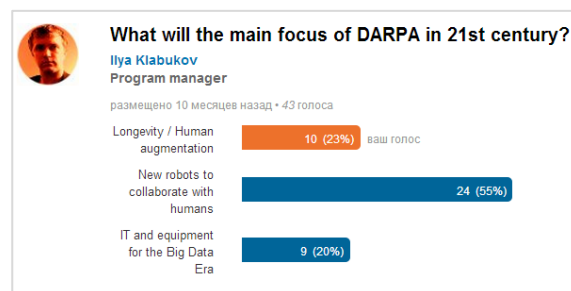 What will the main focus of DARPA in 21st century?
Ilya Klabukov
Program manager
размещено 10 месяцев назад • 43 голоса
Longevity / Human
augmentation
10 (23%) ваш голос
New robots to
collaborate with
humans
24 (55%)
IT and equipment
for the Big Data
Era
9 (20%)